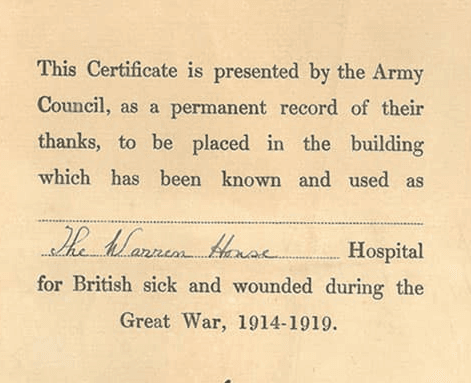 This Certificate is presented by the Army
Council, as a permanent record of their
thanks, to be placed in the building
which has been known and used as
The Warren House Hospital
for British sick and wounded during the
Great War, 1914-1919.